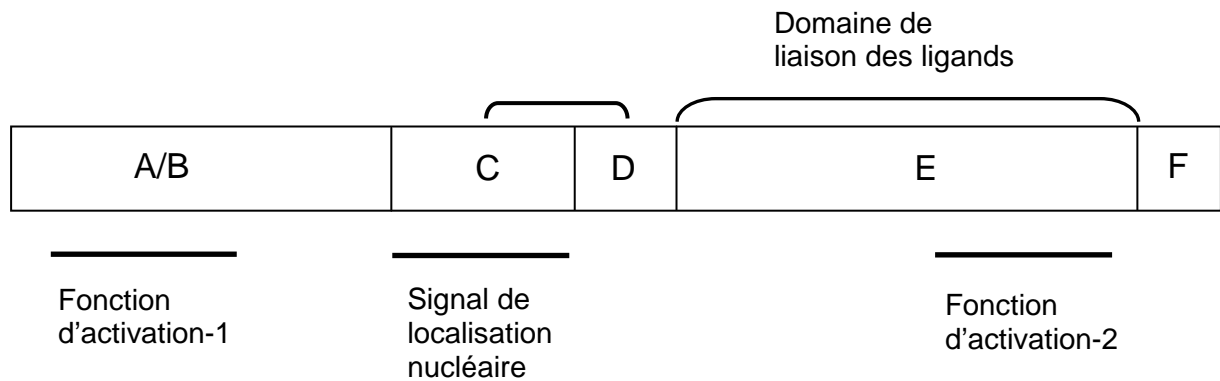 Domaine de
liaison des ligands
A/B C D E F
Fonction
d’activation-1
Signal de
localisation
nucléaire
Fonction
d’activation-2